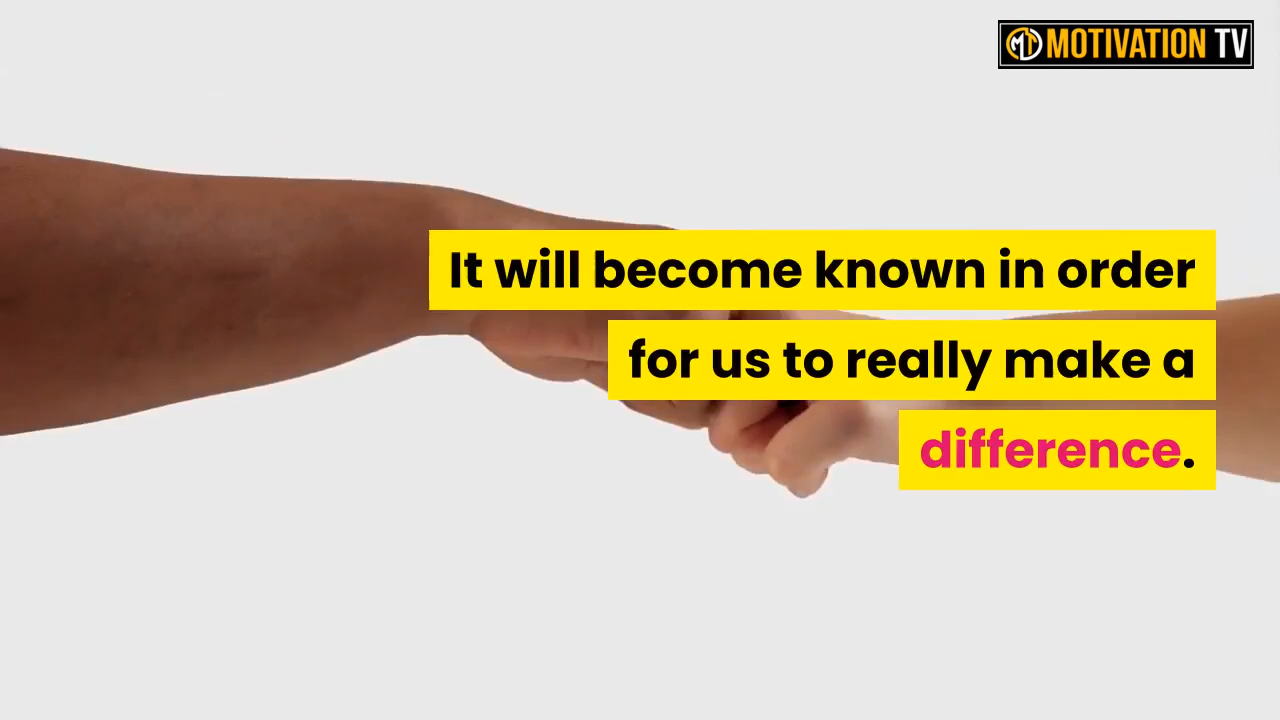 MOTIVATION TV
It will become known in order
for us to really make a
difference.